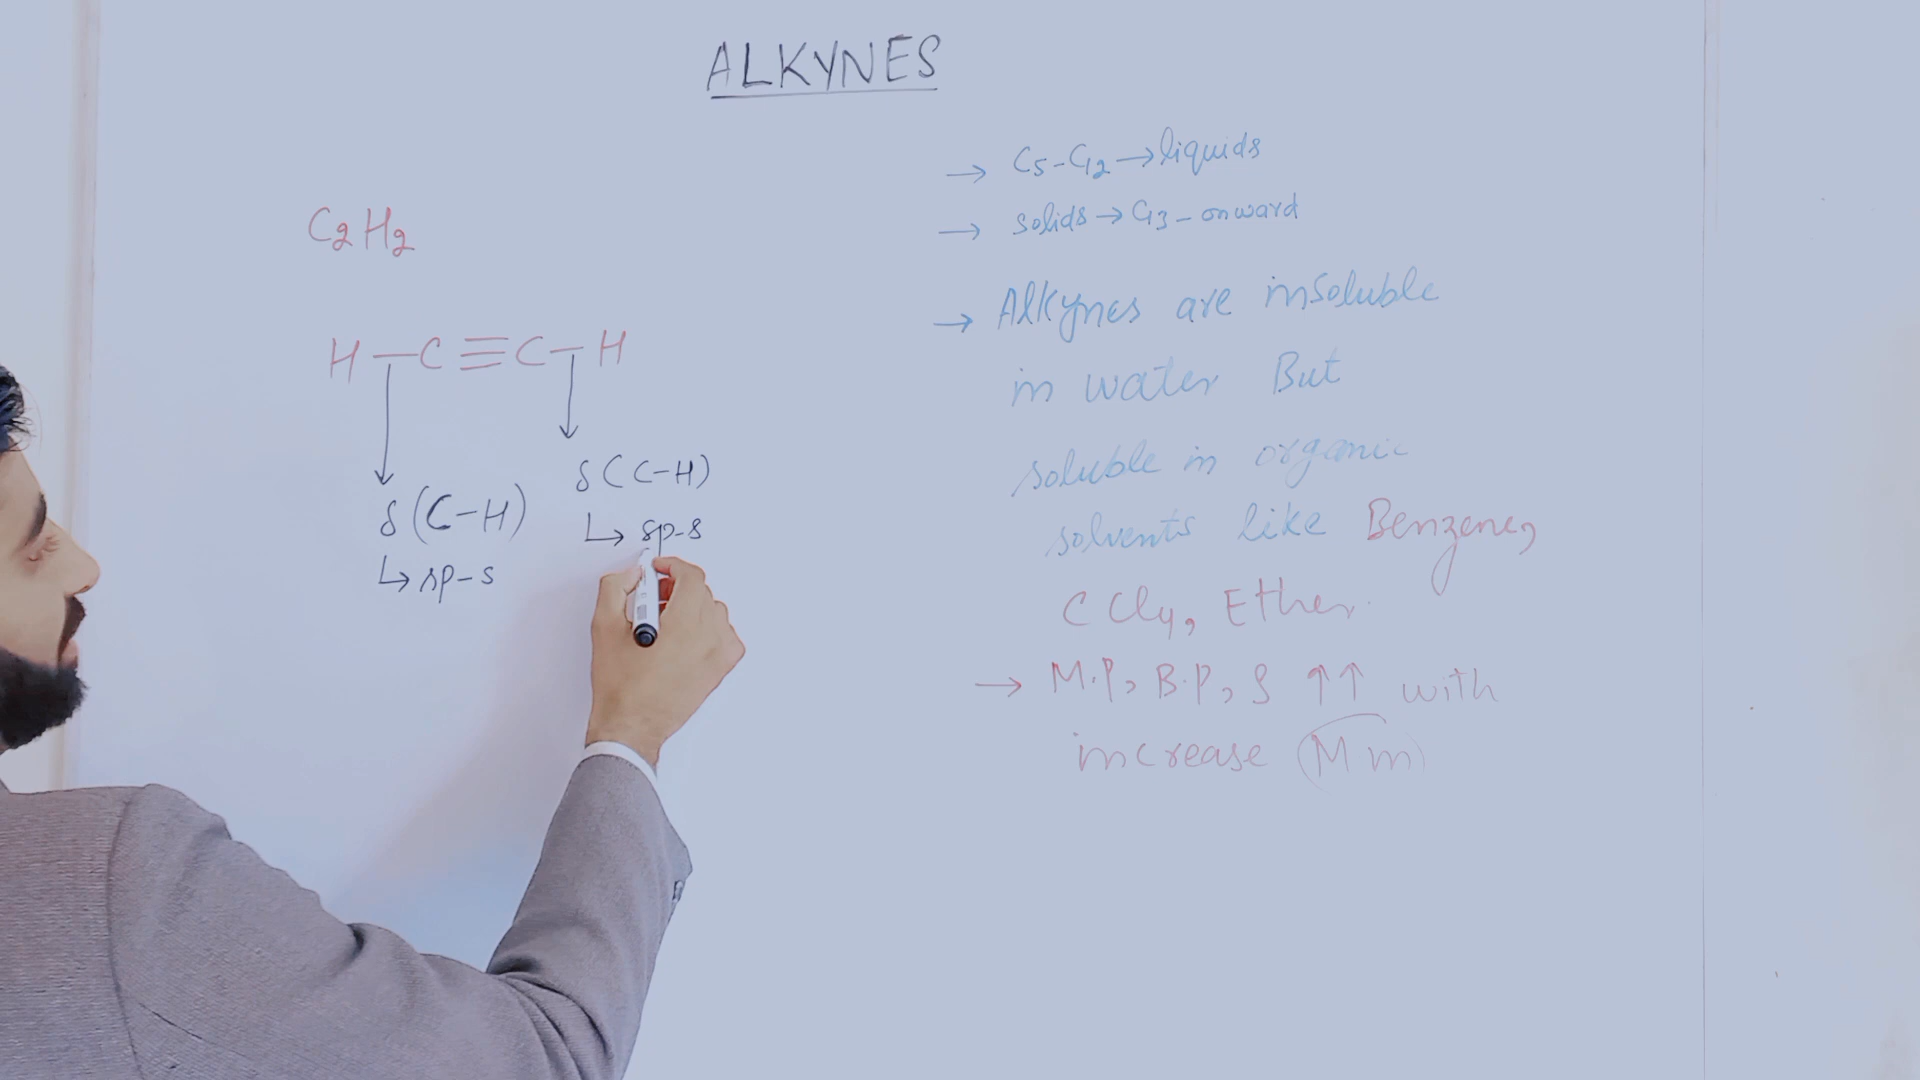 ALKYNES
C₂H₂
H—C≡C—H
δ(C-H)
↳ sp-s
δ(C-H)
↳ sp-s
→ C5-C12→liquids
→ solids→C13-onward
→ Alkynes are insoluble
in water But
soluble in organic
solvents like Benzene,
CCl4, Ether.
→ M.P, B.P, S ↑↑ with
increase (Mm)